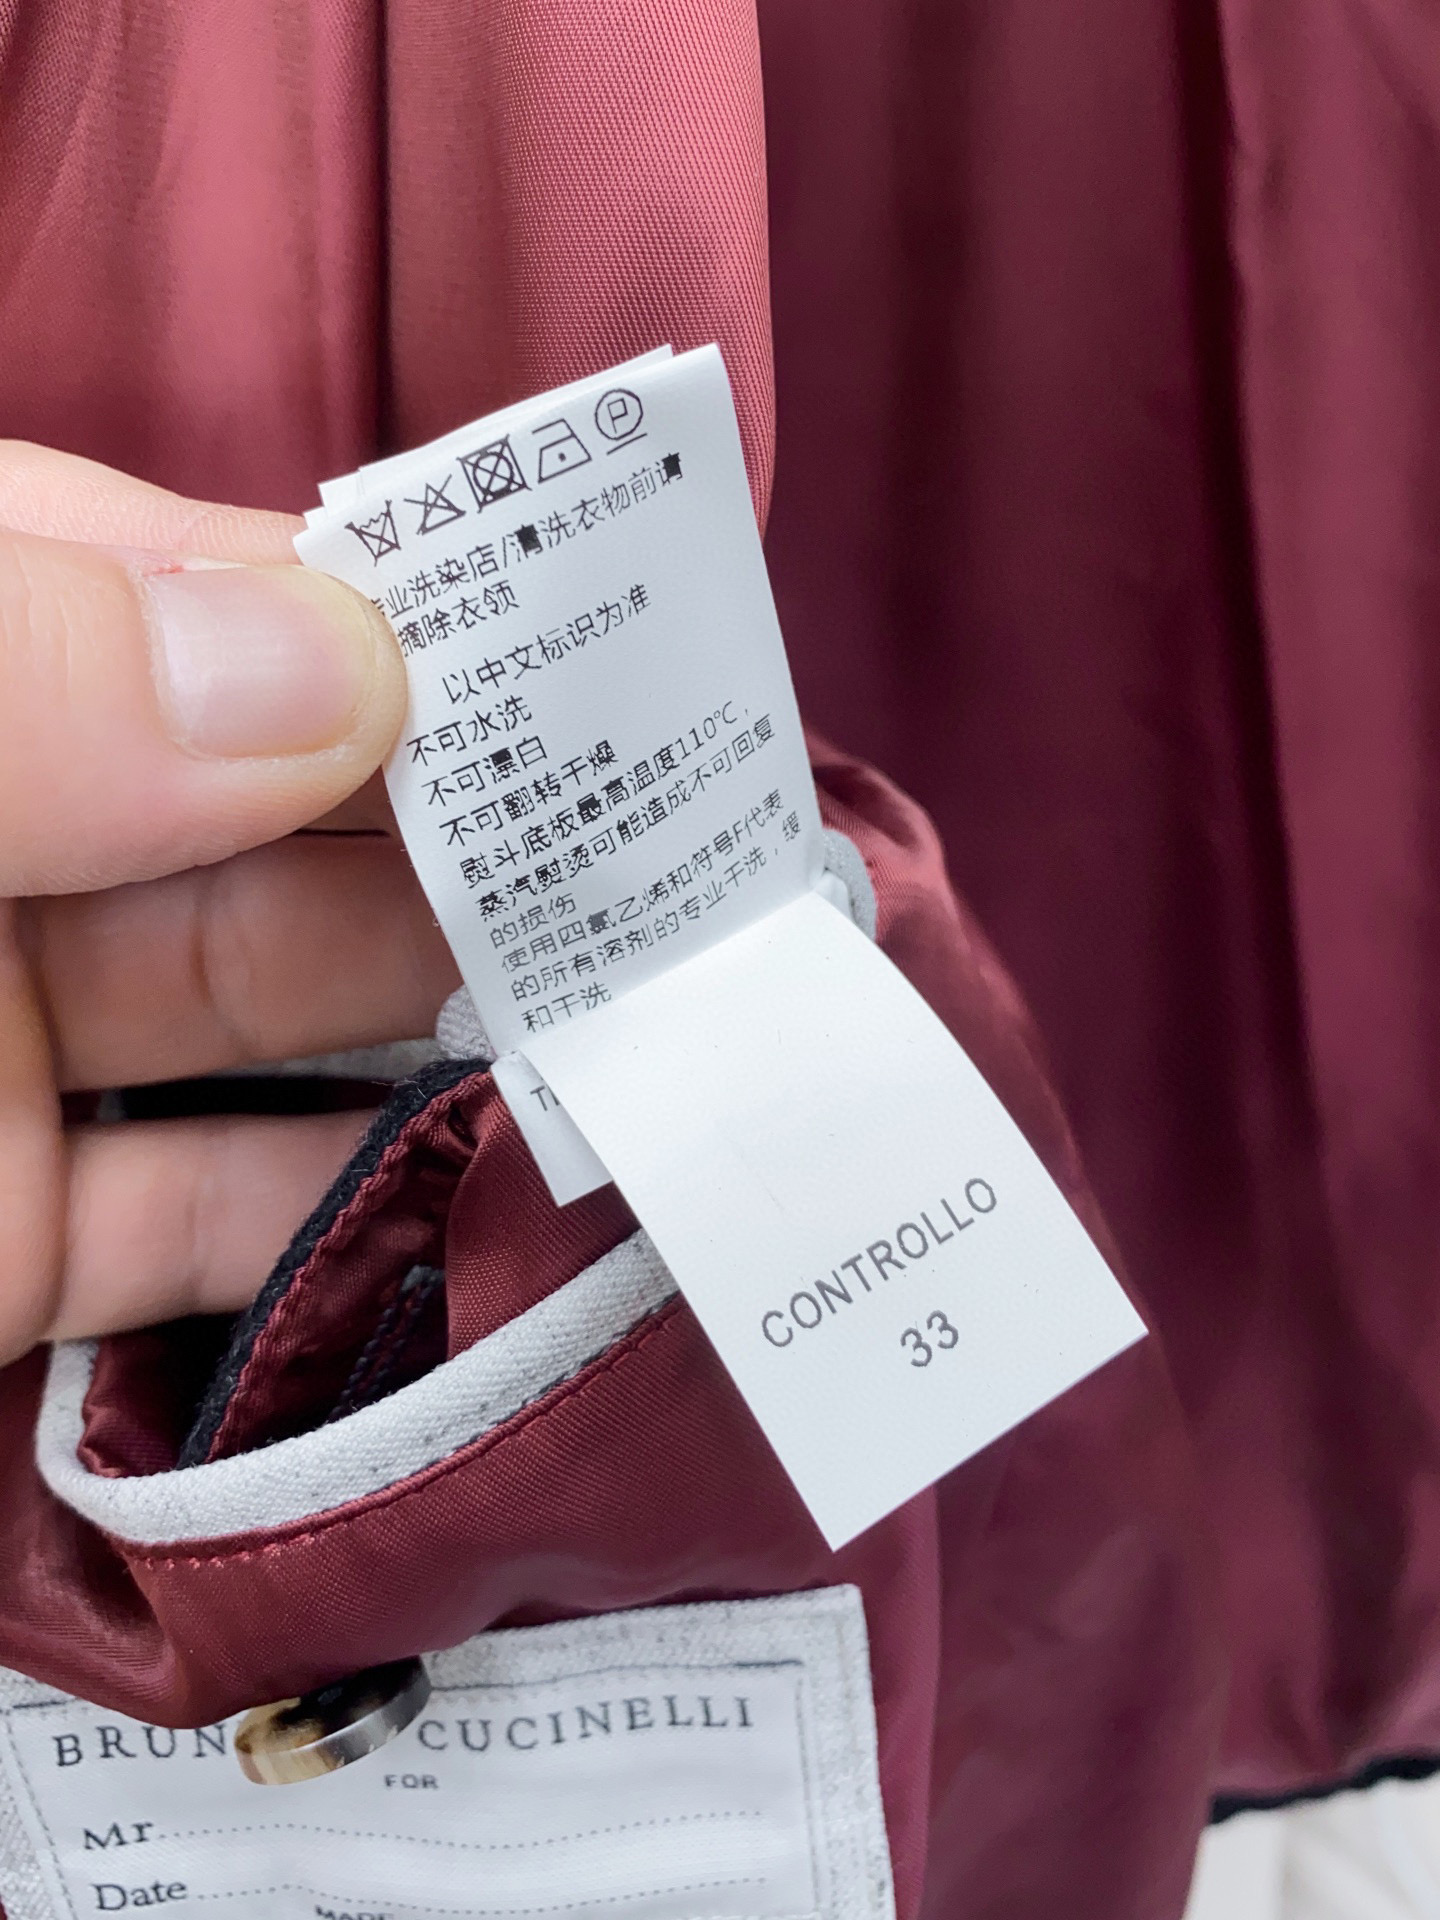 专业洗染店/清洗衣物前请
摘除衣领
以中文标识为准
不可水洗
不可漂白
不可翻转干燥
熨斗底板最高温度110℃,
蒸汽熨烫可能造成不可回复
的损伤
使用四氯乙烯和符号F代表
的所有溶剂的专业干洗,缓
和干洗
CONTROLLO
33
CUCINELLI
FOR
Mr
Date
MADE